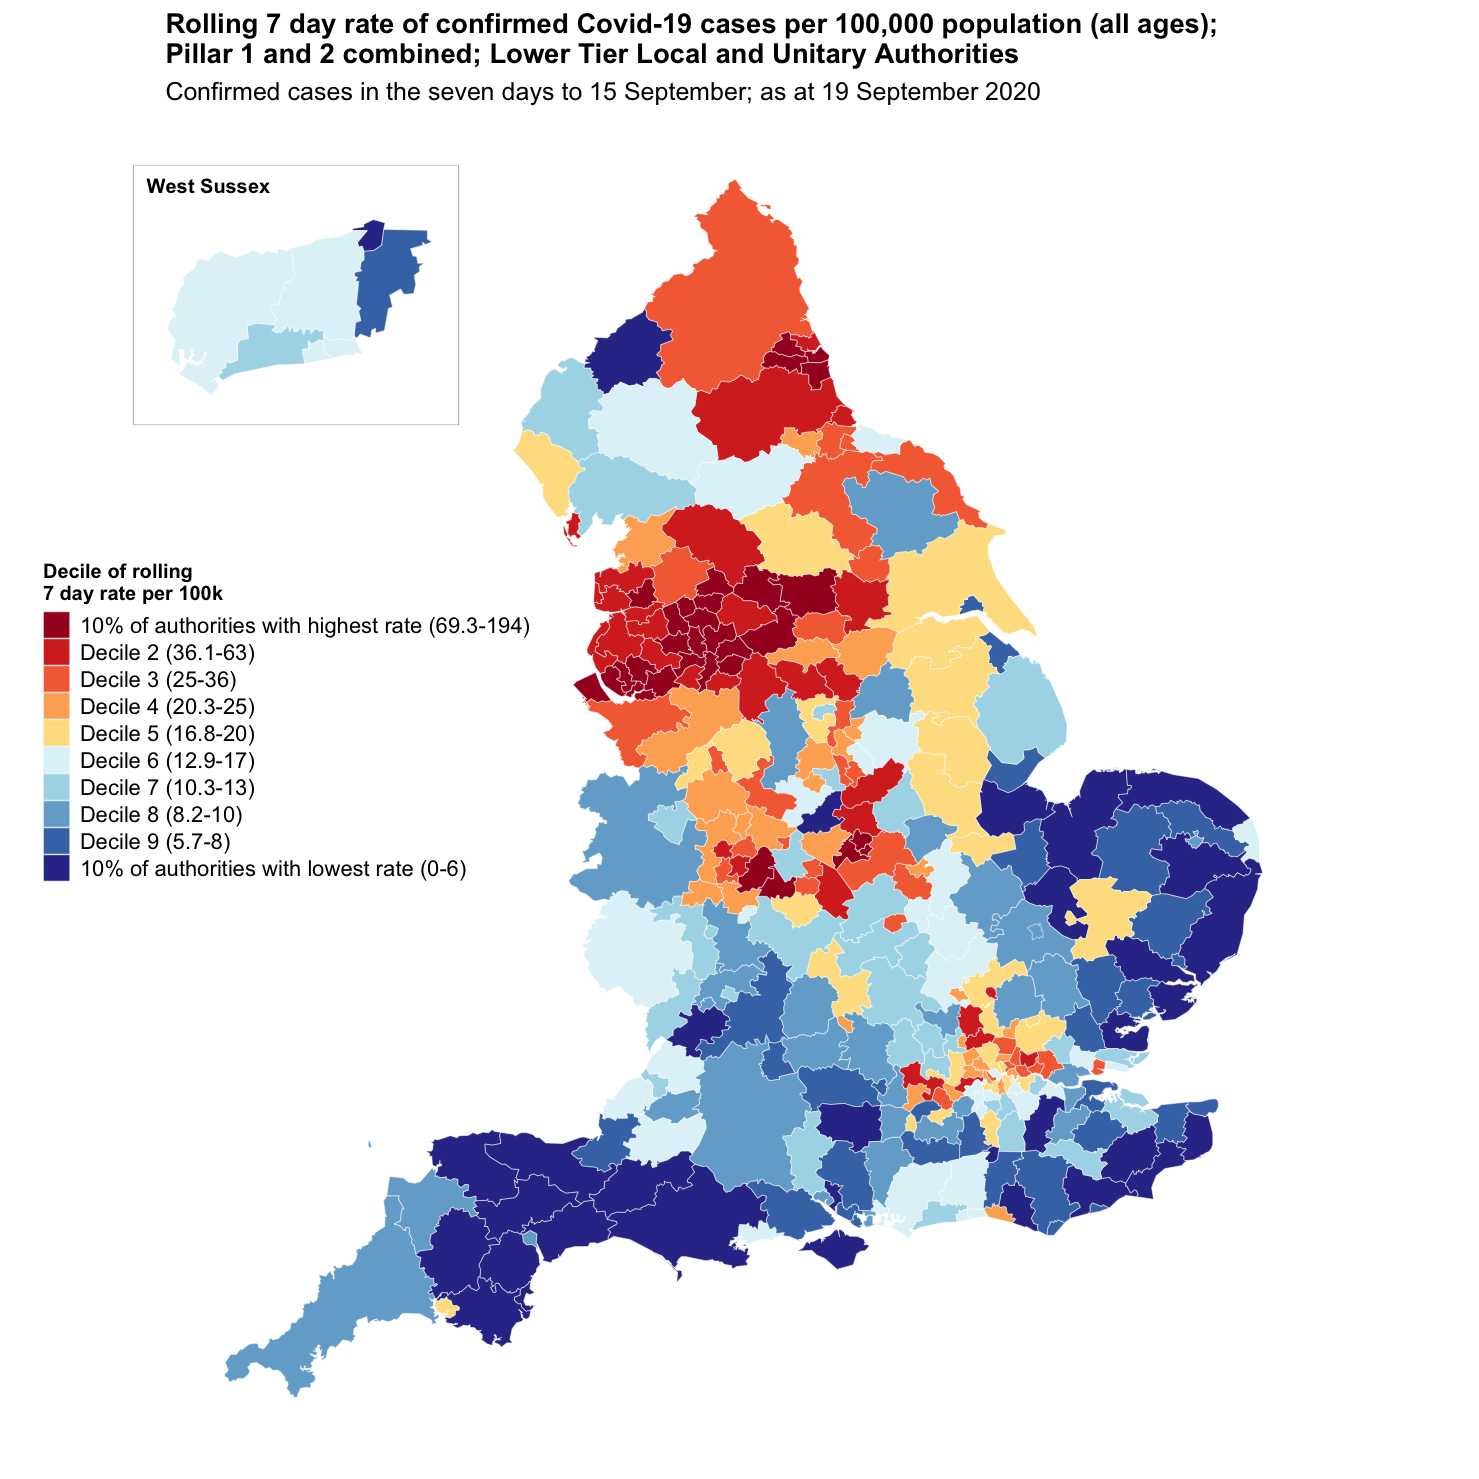 Rolling 7 day rate of confirmed Covid-19 cases per 100,000 population (all ages);
Pillar 1 and 2 combined; Lower Tier Local and Unitary Authorities
Confirmed cases in the seven days to 15 September; as at 19 September 2020
West Sussex
Decile of rolling
7 day rate per 100k
10% of authorities with highest rate (69.3-194)
Decile 2 (36.1-63)
Decile 3 (25-36)
Decile 4 (20.3-25)
Decile 5 (16.8-20)
Decile 6 (12.9-17)
Decile 7 (10.3-13)
Decile 8 (8.2-10)
Decile 9 (5.7-8)
10% of authorities with lowest rate (0-6)